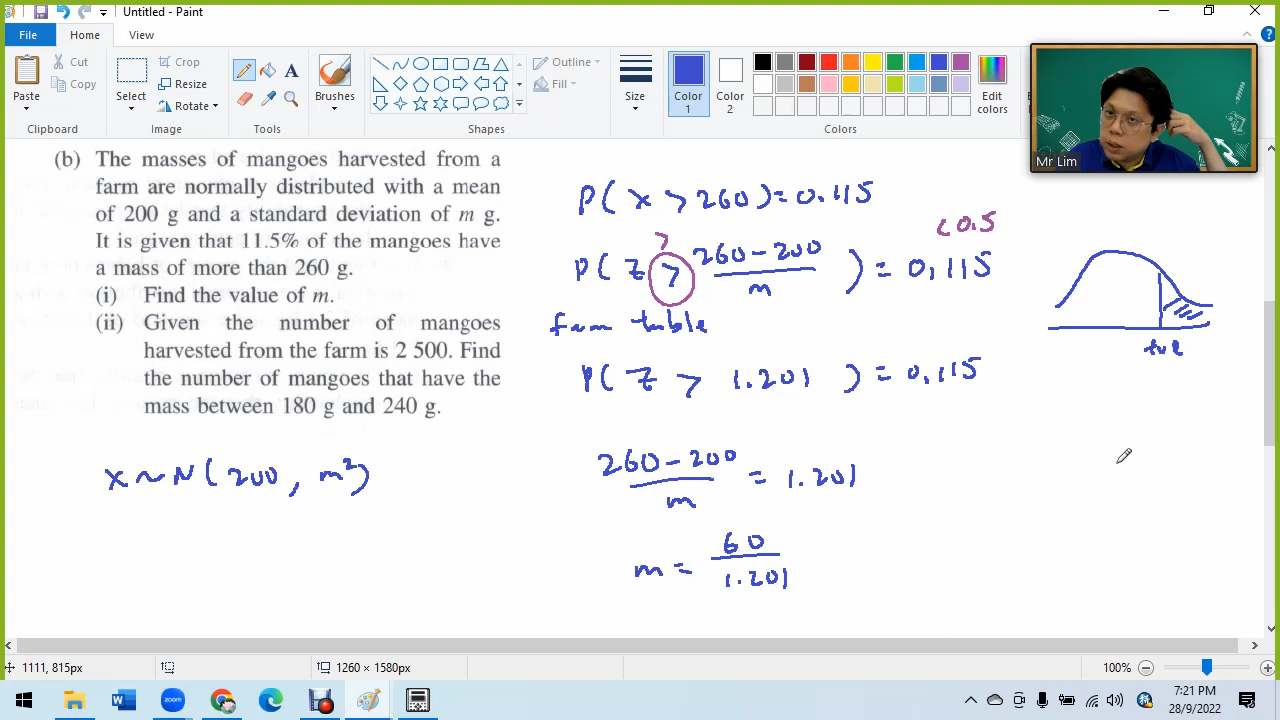 Untitled - Paint
File Home View
Paste
Cut
Copy
Clipboard
Select
Crop
Resize
Rotate
Image
Tools
Brushes
Outline
Fill
Shapes
Size
Color 1
Color 2
Edit colors
Colors
Mr Lim
(b) The masses of mangoes harvested from a
farm are normally distributed with a mean
of 200 g and a standard deviation of m g.
It is given that 11.5% of the mangoes have
a mass of more than 260 g.
(i) Find the value of m.
(ii) Given the number of mangoes
harvested from the farm is 2 500. Find
the number of mangoes that have the
mass between 180 g and 240 g.
X ~ N(200, m²)
P(X > 260) = 0.115
> < 0.5
P(Z > (260 - 200)/m) = 0.115
from table
P(Z > 1.201) = 0.115
+ve
(260 - 200)/m = 1.201
m = 60/1.201
1111, 815px
1260 × 1580px
100%
zoom
7:21 PM
28/9/2022